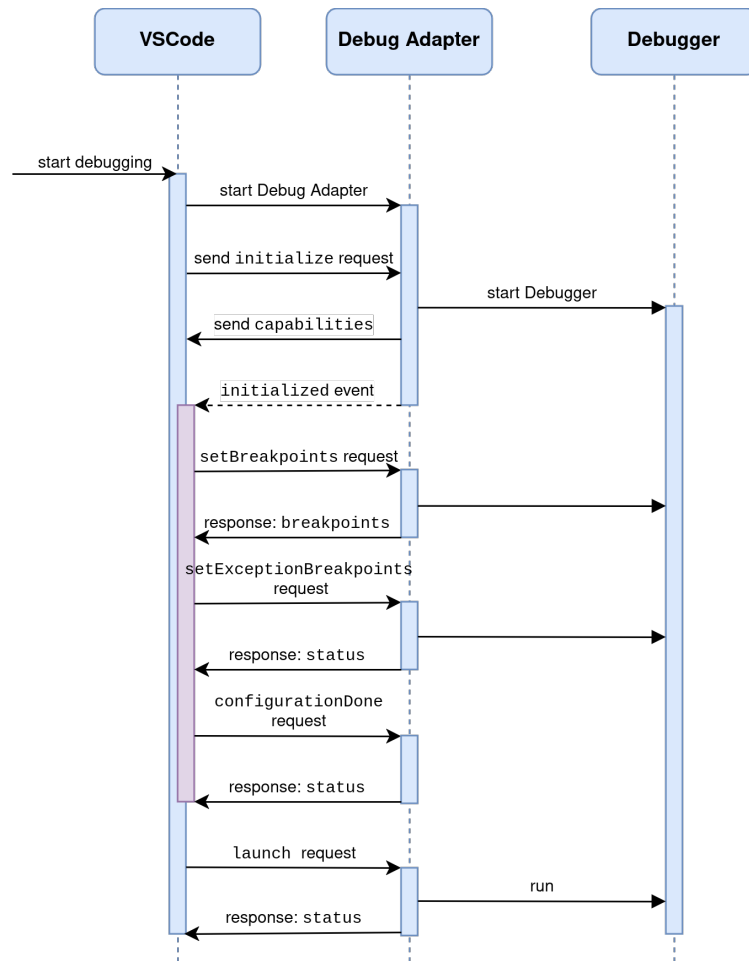 VSCode
Debug Adapter
Debugger
start debugging
start Debug Adapter
send initialize request
start Debugger
send capabilities
initialized event
setBreakpoints request
response: breakpoints
setExceptionBreakpoints
request
response: status
configurationDone
request
response: status
launch request
run
response: status